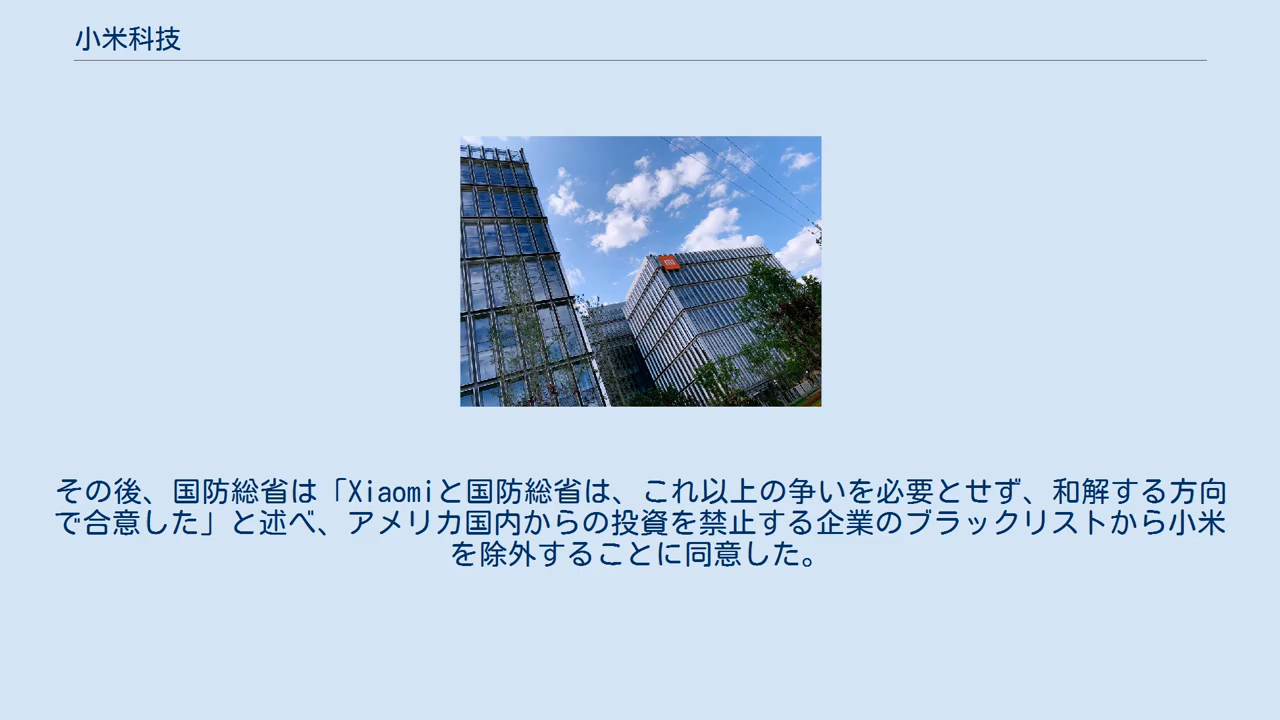 小米科技
その後、国防総省は「Xiaomiと国防総省は、これ以上の争いを必要とせず、和解する方向
で合意した」と述べ、アメリカ国内からの投資を禁止する企業のブラックリストから小米
を除外することに同意した。